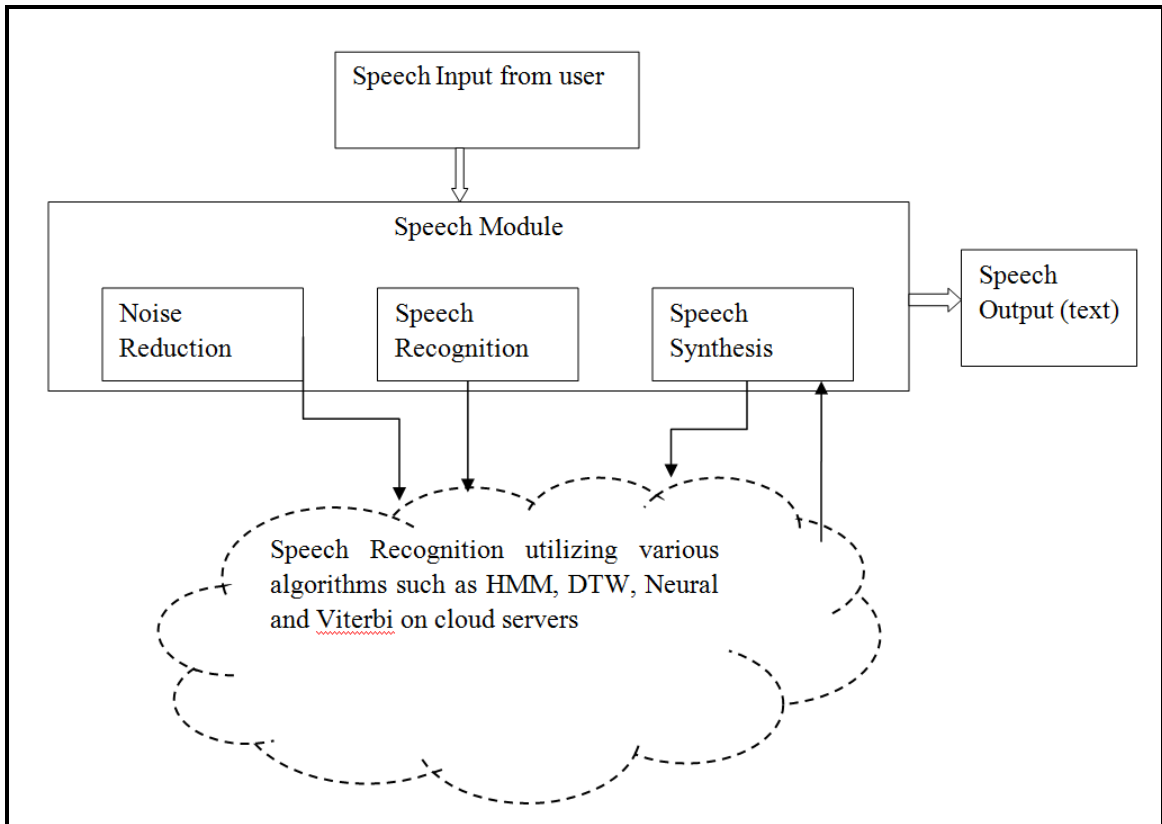 Speech Input from user
Speech Module
Noise
Reduction
Speech
Recognition
Speech
Synthesis
Speech
Output (text)
Speech Recognition utilizing various
algorithms such as HMM, DTW, Neural
and Viterbi on cloud servers